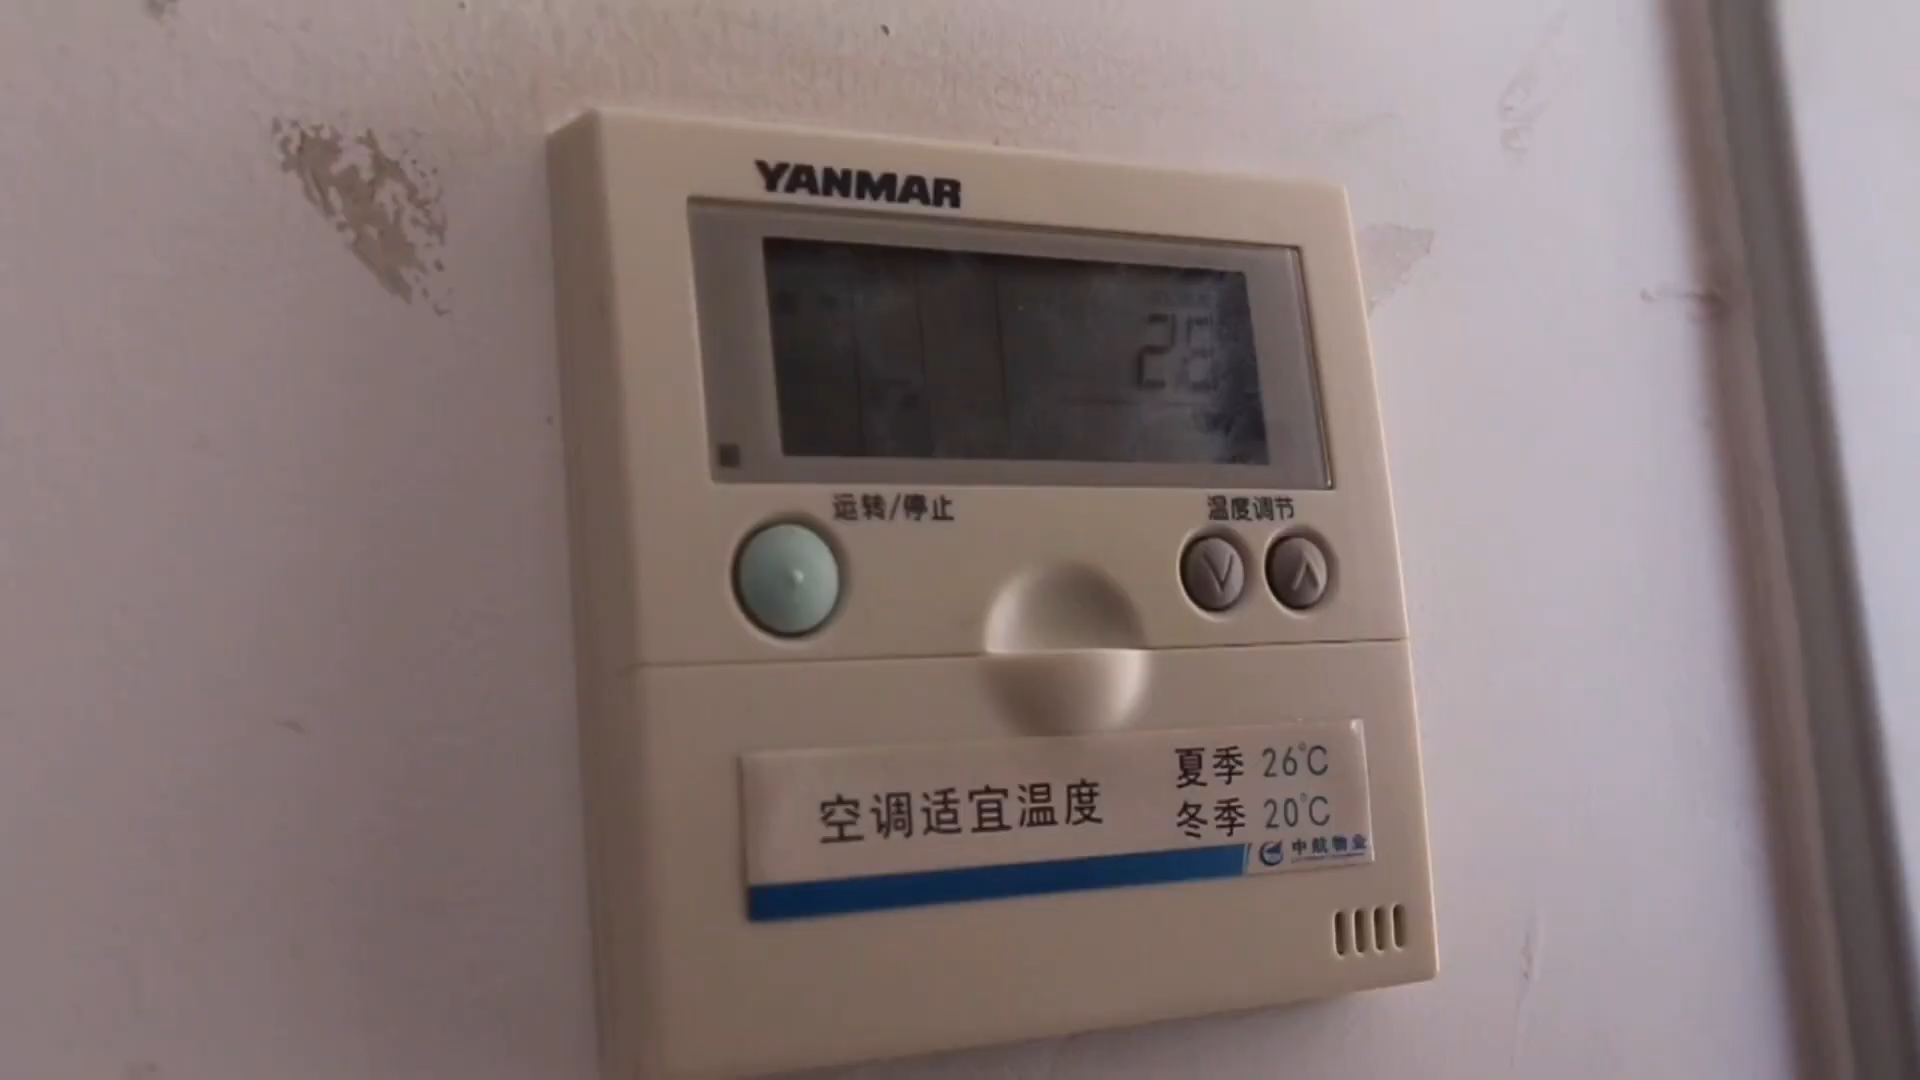 YANMAR
运转/停止
温度调节
空调适宜温度
夏季 26℃
冬季 20℃
中航物业